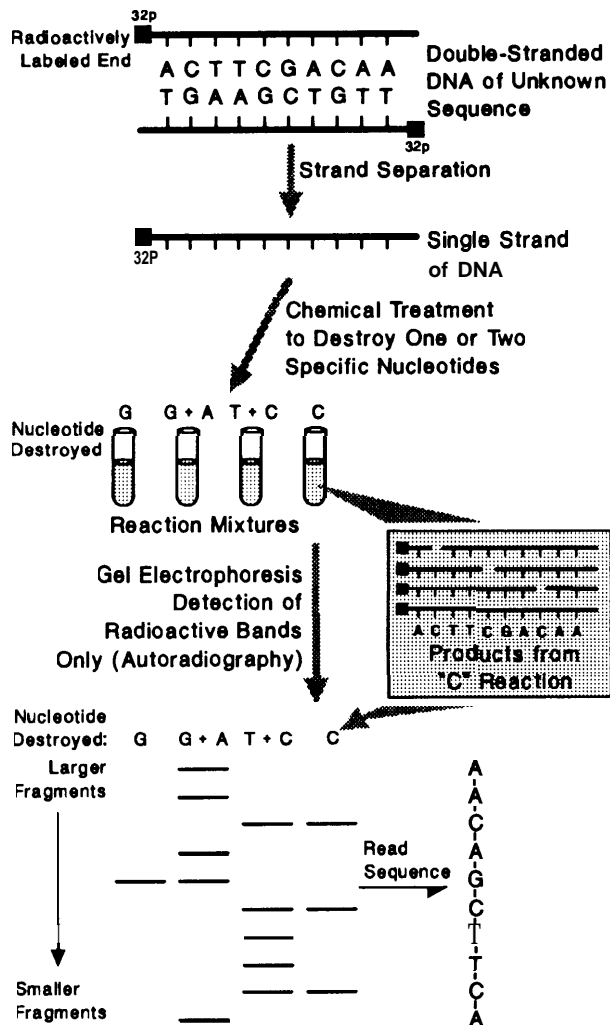 32p
Radioactively
Labeled End
A C T T C G A C A A
T G A A G C T G T T
Double-Stranded
DNA of Unknown
Sequence
32p
Strand Separation
32P
Single Strand
of DNA
Chemical Treatment
to Destroy One or Two
Specific Nucleotides
G G + A T + C C
Nucleotide
Destroyed
Reaction Mixtures
Gel Electrophoresis
Detection of
Radioactive Bands
Only (Autoradiography)
A C T T C G A C A A
Products from
"C" Reaction
Nucleotide
Destroyed: G G + A T + C C
Larger
Fragments
Read
Sequence
Smaller
Fragments
A
A
C
A
G
C
T
T
C
A